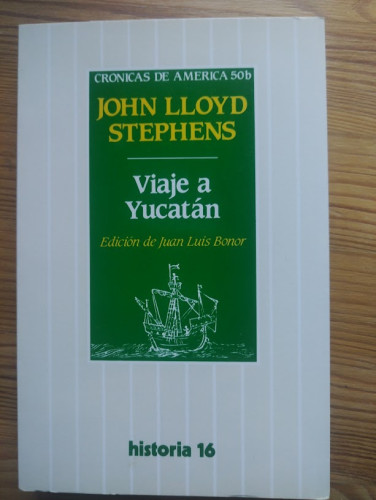 CRONICAS DE AMERICA 50b
JOHN LLOYD
STEPHENS
Viaje a
Yucatán
Edición de Juan Luis Bonor
historia 16